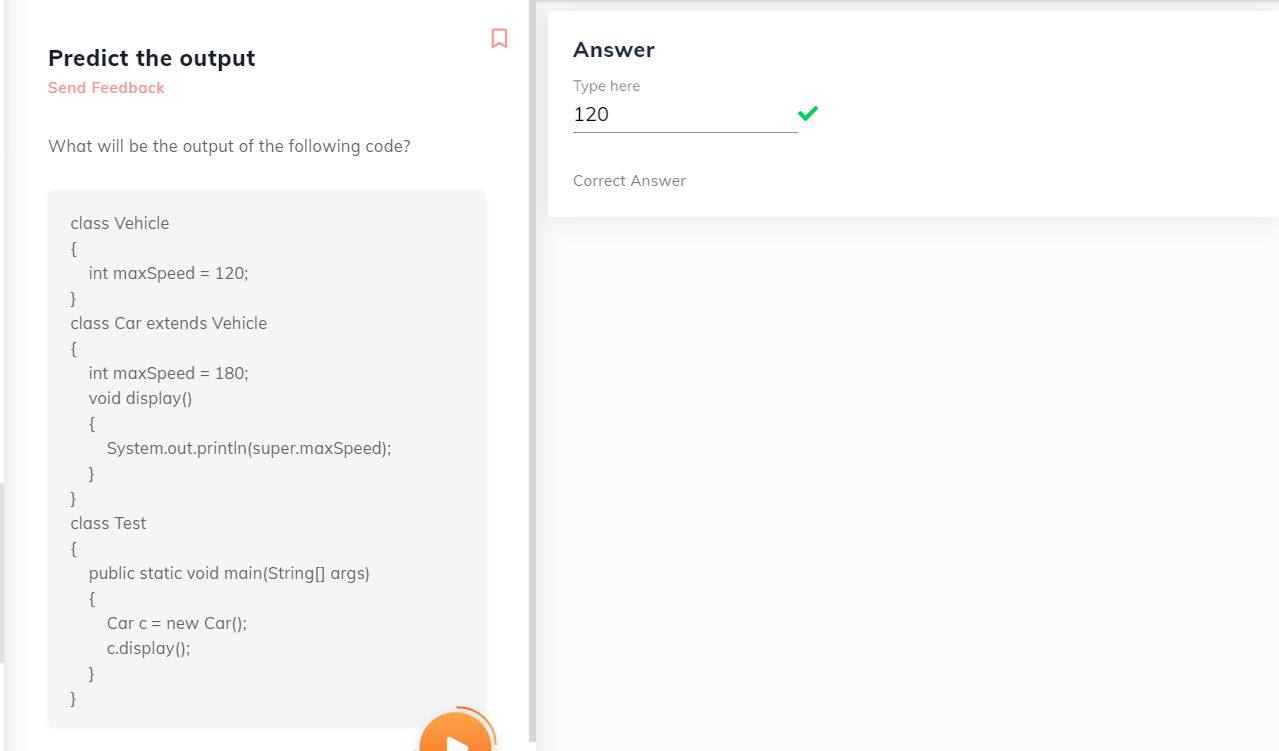 Predict the output
Send Feedback
What will be the output of the following code?
class Vehicle
{
    int maxSpeed = 120;
}
class Car extends Vehicle
{
    int maxSpeed = 180;
    void display()
    {
        System.out.println(super.maxSpeed);
    }
}
class Test
{
    public static void main(String[] args)
    {
        Car c = new Car();
        c.display();
    }
}
Answer
Type here
120
Correct Answer